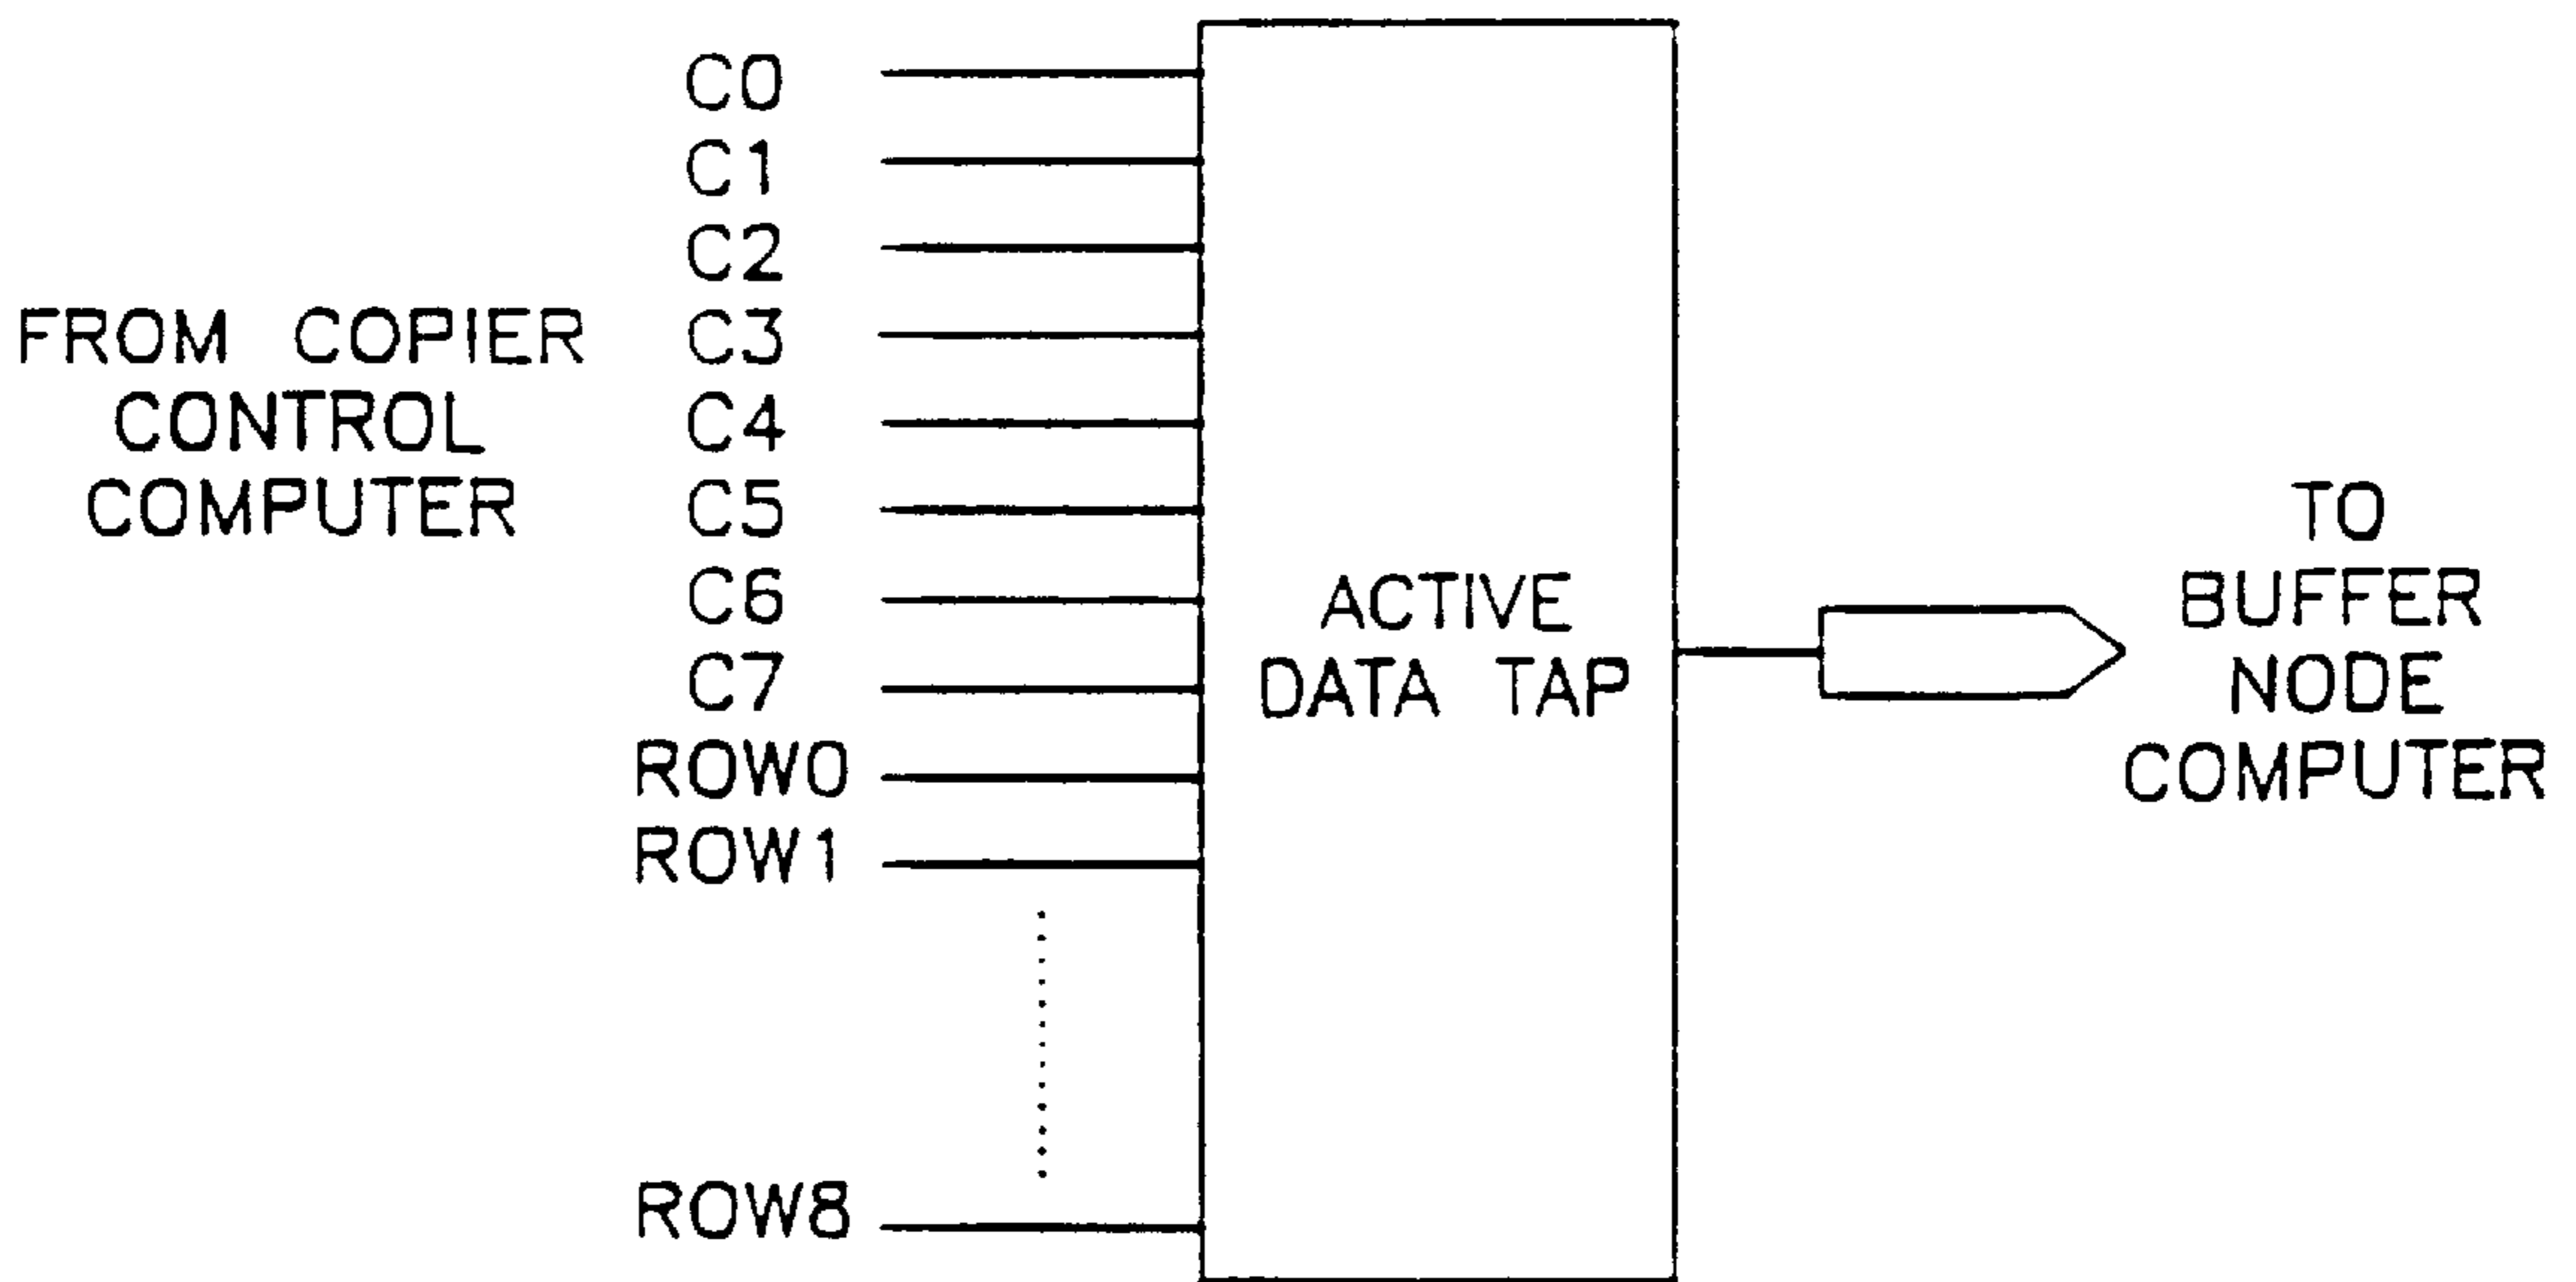 FROM COPIER
CONTROL
COMPUTER
C0
C1
C2
C3
C4
C5
C6
C7
ROW0
ROW1
ROW8
ACTIVE
DATA TAP
TO
BUFFER
NODE
COMPUTER